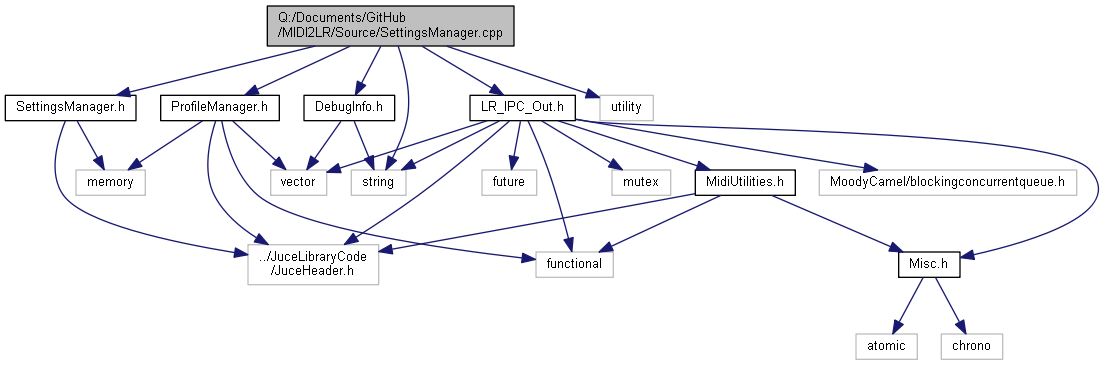 Q:/Documents/GitHub
/MIDI2LR/Source/SettingsManager.cpp
SettingsManager.h
ProfileManager.h
DebugInfo.h
LR_IPC_Out.h
utility
memory
vector
string
future
mutex
MidiUtilities.h
MoodyCamel/blockingconcurrentqueue.h
../JuceLibraryCode
/JuceHeader.h
functional
Misc.h
atomic
chrono